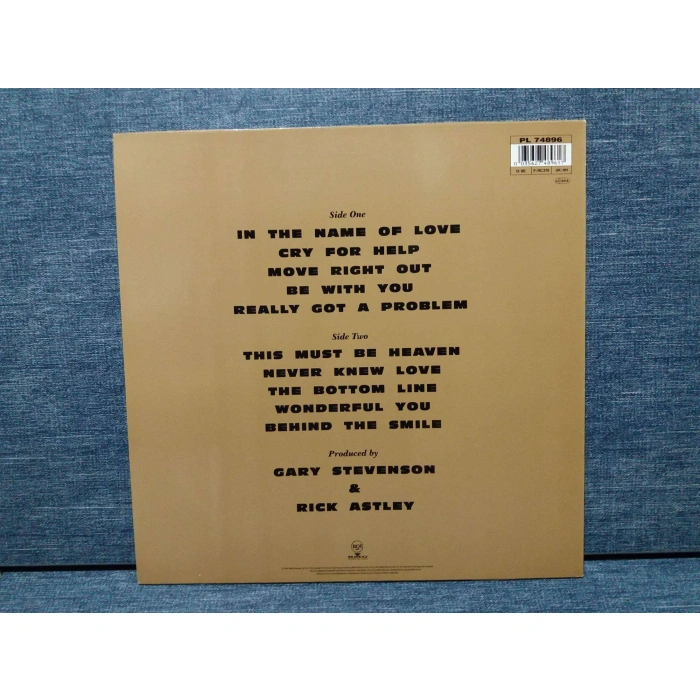 PL 74896
Side One
IN THE NAME OF LOVE
CRY FOR HELP
MOVE RIGHT OUT
BE WITH YOU
REALLY GOT A PROBLEM
Side Two
THIS MUST BE HEAVEN
NEVER KNEW LOVE
THE BOTTOM LINE
WONDERFUL YOU
BEHIND THE SMILE
Produced by
GARY STEVENSON
&
RICK ASTLEY